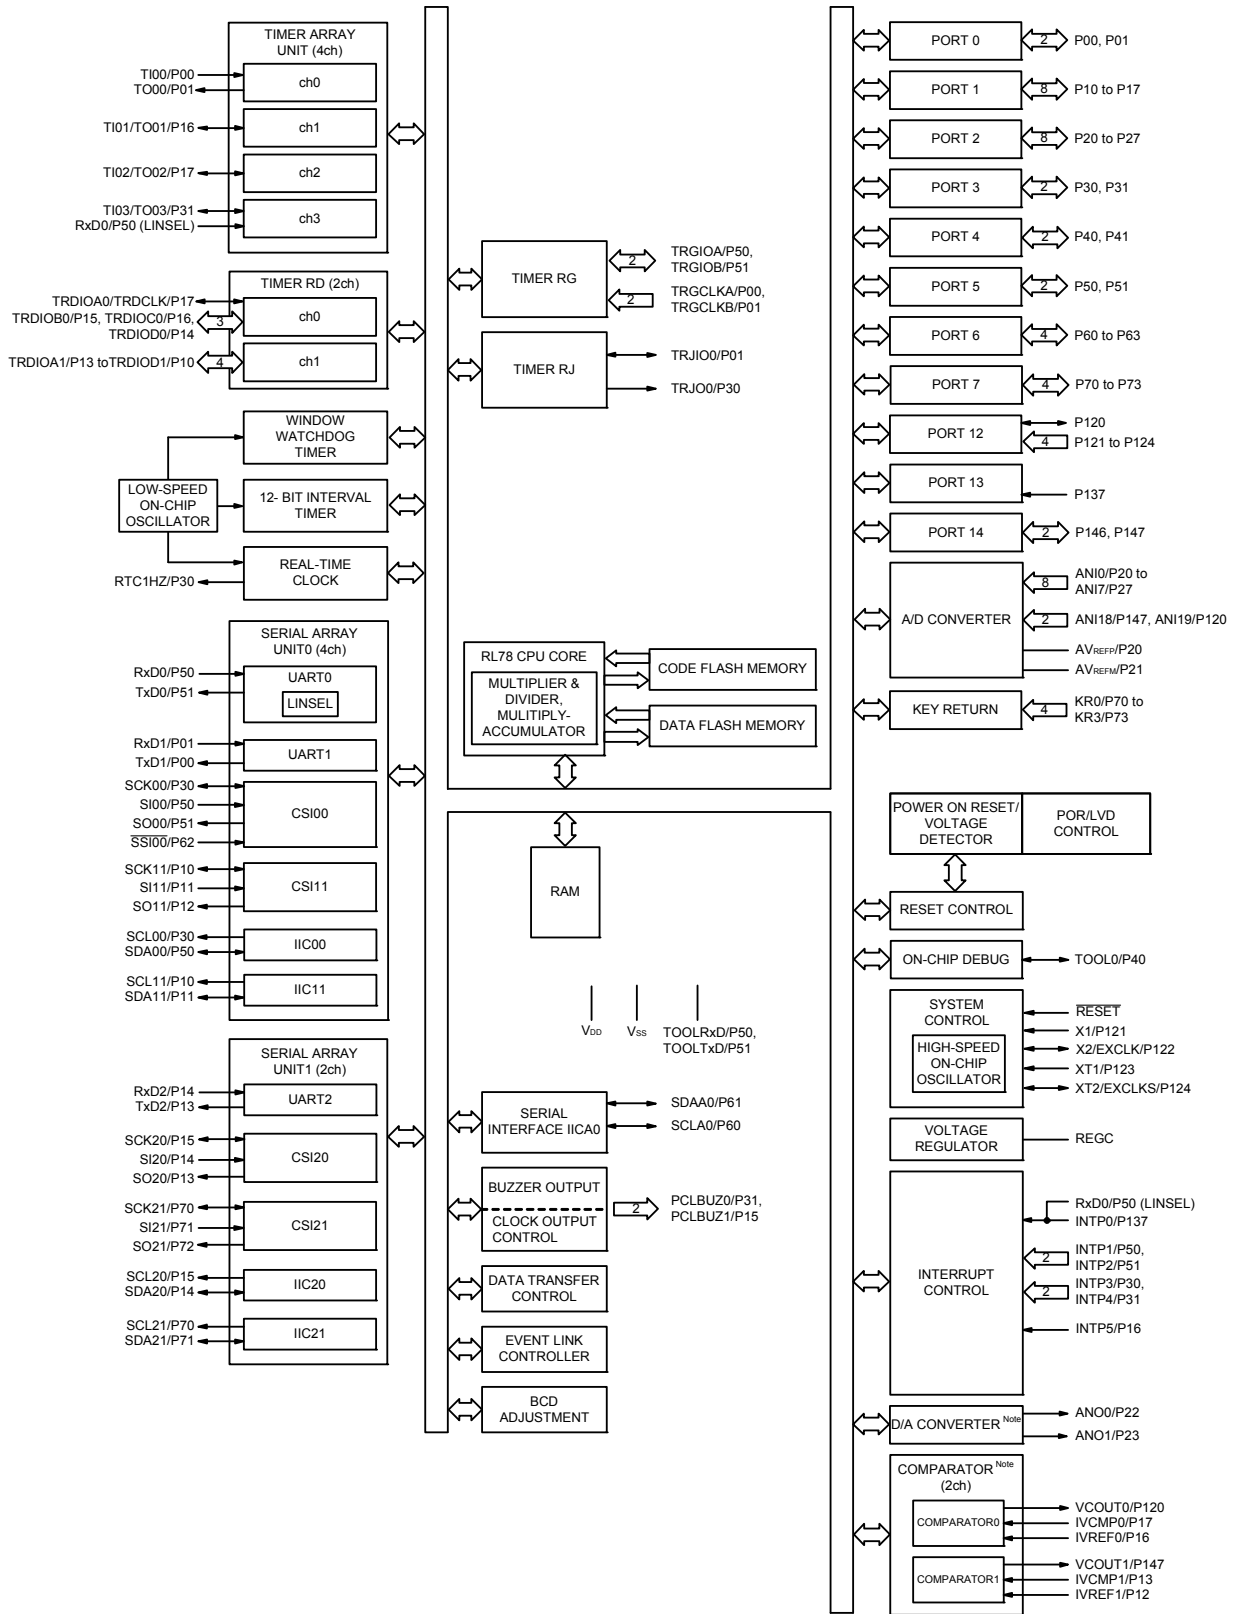 TIMER ARRAY
UNIT (4ch)
ch0
ch1
ch2
ch3
TI00/P00
TO00/P01
TI01/TO01/P16
TI02/TO02/P17
TI03/TO03/P31
RxD0/P50 (LINSEL)
TIMER RD (2ch)
ch0
ch1
TRDIOA0/TRDCLK/P17
TRDIOB0/P15, TRDIOC0/P16,
TRDIOD0/P14
3
TRDIOA1/P13 toTRDIOD1/P10
4
WINDOW
WATCHDOG
TIMER
LOW-SPEED
ON-CHIP
OSCILLATOR
12- BIT INTERVAL
TIMER
REAL-TIME
CLOCK
RTC1HZ/P30
SERIAL ARRAY
UNIT0 (4ch)
UART0
LINSEL
RxD0/P50
TxD0/P51
UART1
RxD1/P01
TxD1/P00
CSI00
SCK00/P30
SI00/P50
SO00/P51
SSI00/P62
CSI11
SCK11/P10
SI11/P11
SO11/P12
IIC00
SCL00/P30
SDA00/P50
IIC11
SCL11/P10
SDA11/P11
SERIAL ARRAY
UNIT1 (2ch)
UART2
RxD2/P14
TxD2/P13
CSI20
SCK20/P15
SI20/P14
SO20/P13
CSI21
SCK21/P70
SI21/P71
SO21/P72
IIC20
SCL20/P15
SDA20/P14
IIC21
SCL21/P70
SDA21/P71
TIMER RG
2
TRGIOA/P50,
TRGIOB/P51
2
TRGCLKA/P00,
TRGCLKB/P01
TIMER RJ
TRJIO0/P01
TRJO0/P30
RL78 CPU CORE
MULTIPLIER &
DIVIDER,
MULITIPLY-
ACCUMULATOR
CODE FLASH MEMORY
DATA FLASH MEMORY
RAM
VDD
VSS
TOOLRxD/P50,
TOOLTxD/P51
SERIAL
INTERFACE IICA0
SDAA0/P61
SCLA0/P60
BUZZER OUTPUT
CLOCK OUTPUT
CONTROL
2
PCLBUZ0/P31,
PCLBUZ1/P15
DATA TRANSFER
CONTROL
EVENT LINK
CONTROLLER
BCD
ADJUSTMENT
PORT 0
2
P00, P01
PORT 1
8
P10 to P17
PORT 2
8
P20 to P27
PORT 3
2
P30, P31
PORT 4
2
P40, P41
PORT 5
2
P50, P51
PORT 6
4
P60 to P63
PORT 7
4
P70 to P73
PORT 12
P120
4
P121 to P124
PORT 13
P137
PORT 14
2
P146, P147
A/D CONVERTER
8
ANI0/P20 to
ANI7/P27
2
ANI18/P147, ANI19/P120
AVREFP/P20
AVREFM/P21
KEY RETURN
4
KR0/P70 to
KR3/P73
POWER ON RESET/
VOLTAGE
DETECTOR
POR/LVD
CONTROL
RESET CONTROL
ON-CHIP DEBUG
TOOL0/P40
SYSTEM
CONTROL
HIGH-SPEED
ON-CHIP
OSCILLATOR
RESET
X1/P121
X2/EXCLK/P122
XT1/P123
XT2/EXCLKS/P124
VOLTAGE
REGULATOR
REGC
INTERRUPT
CONTROL
RxD0/P50 (LINSEL)
INTP0/P137
2
INTP1/P50,
INTP2/P51
2
INTP3/P30,
INTP4/P31
INTP5/P16
D/A CONVERTER Note
ANO0/P22
ANO1/P23
COMPARATOR Note
(2ch)
COMPARATOR0
VCOUT0/P120
IVCMP0/P17
IVREF0/P16
COMPARATOR1
VCOUT1/P147
IVCMP1/P13
IVREF1/P12